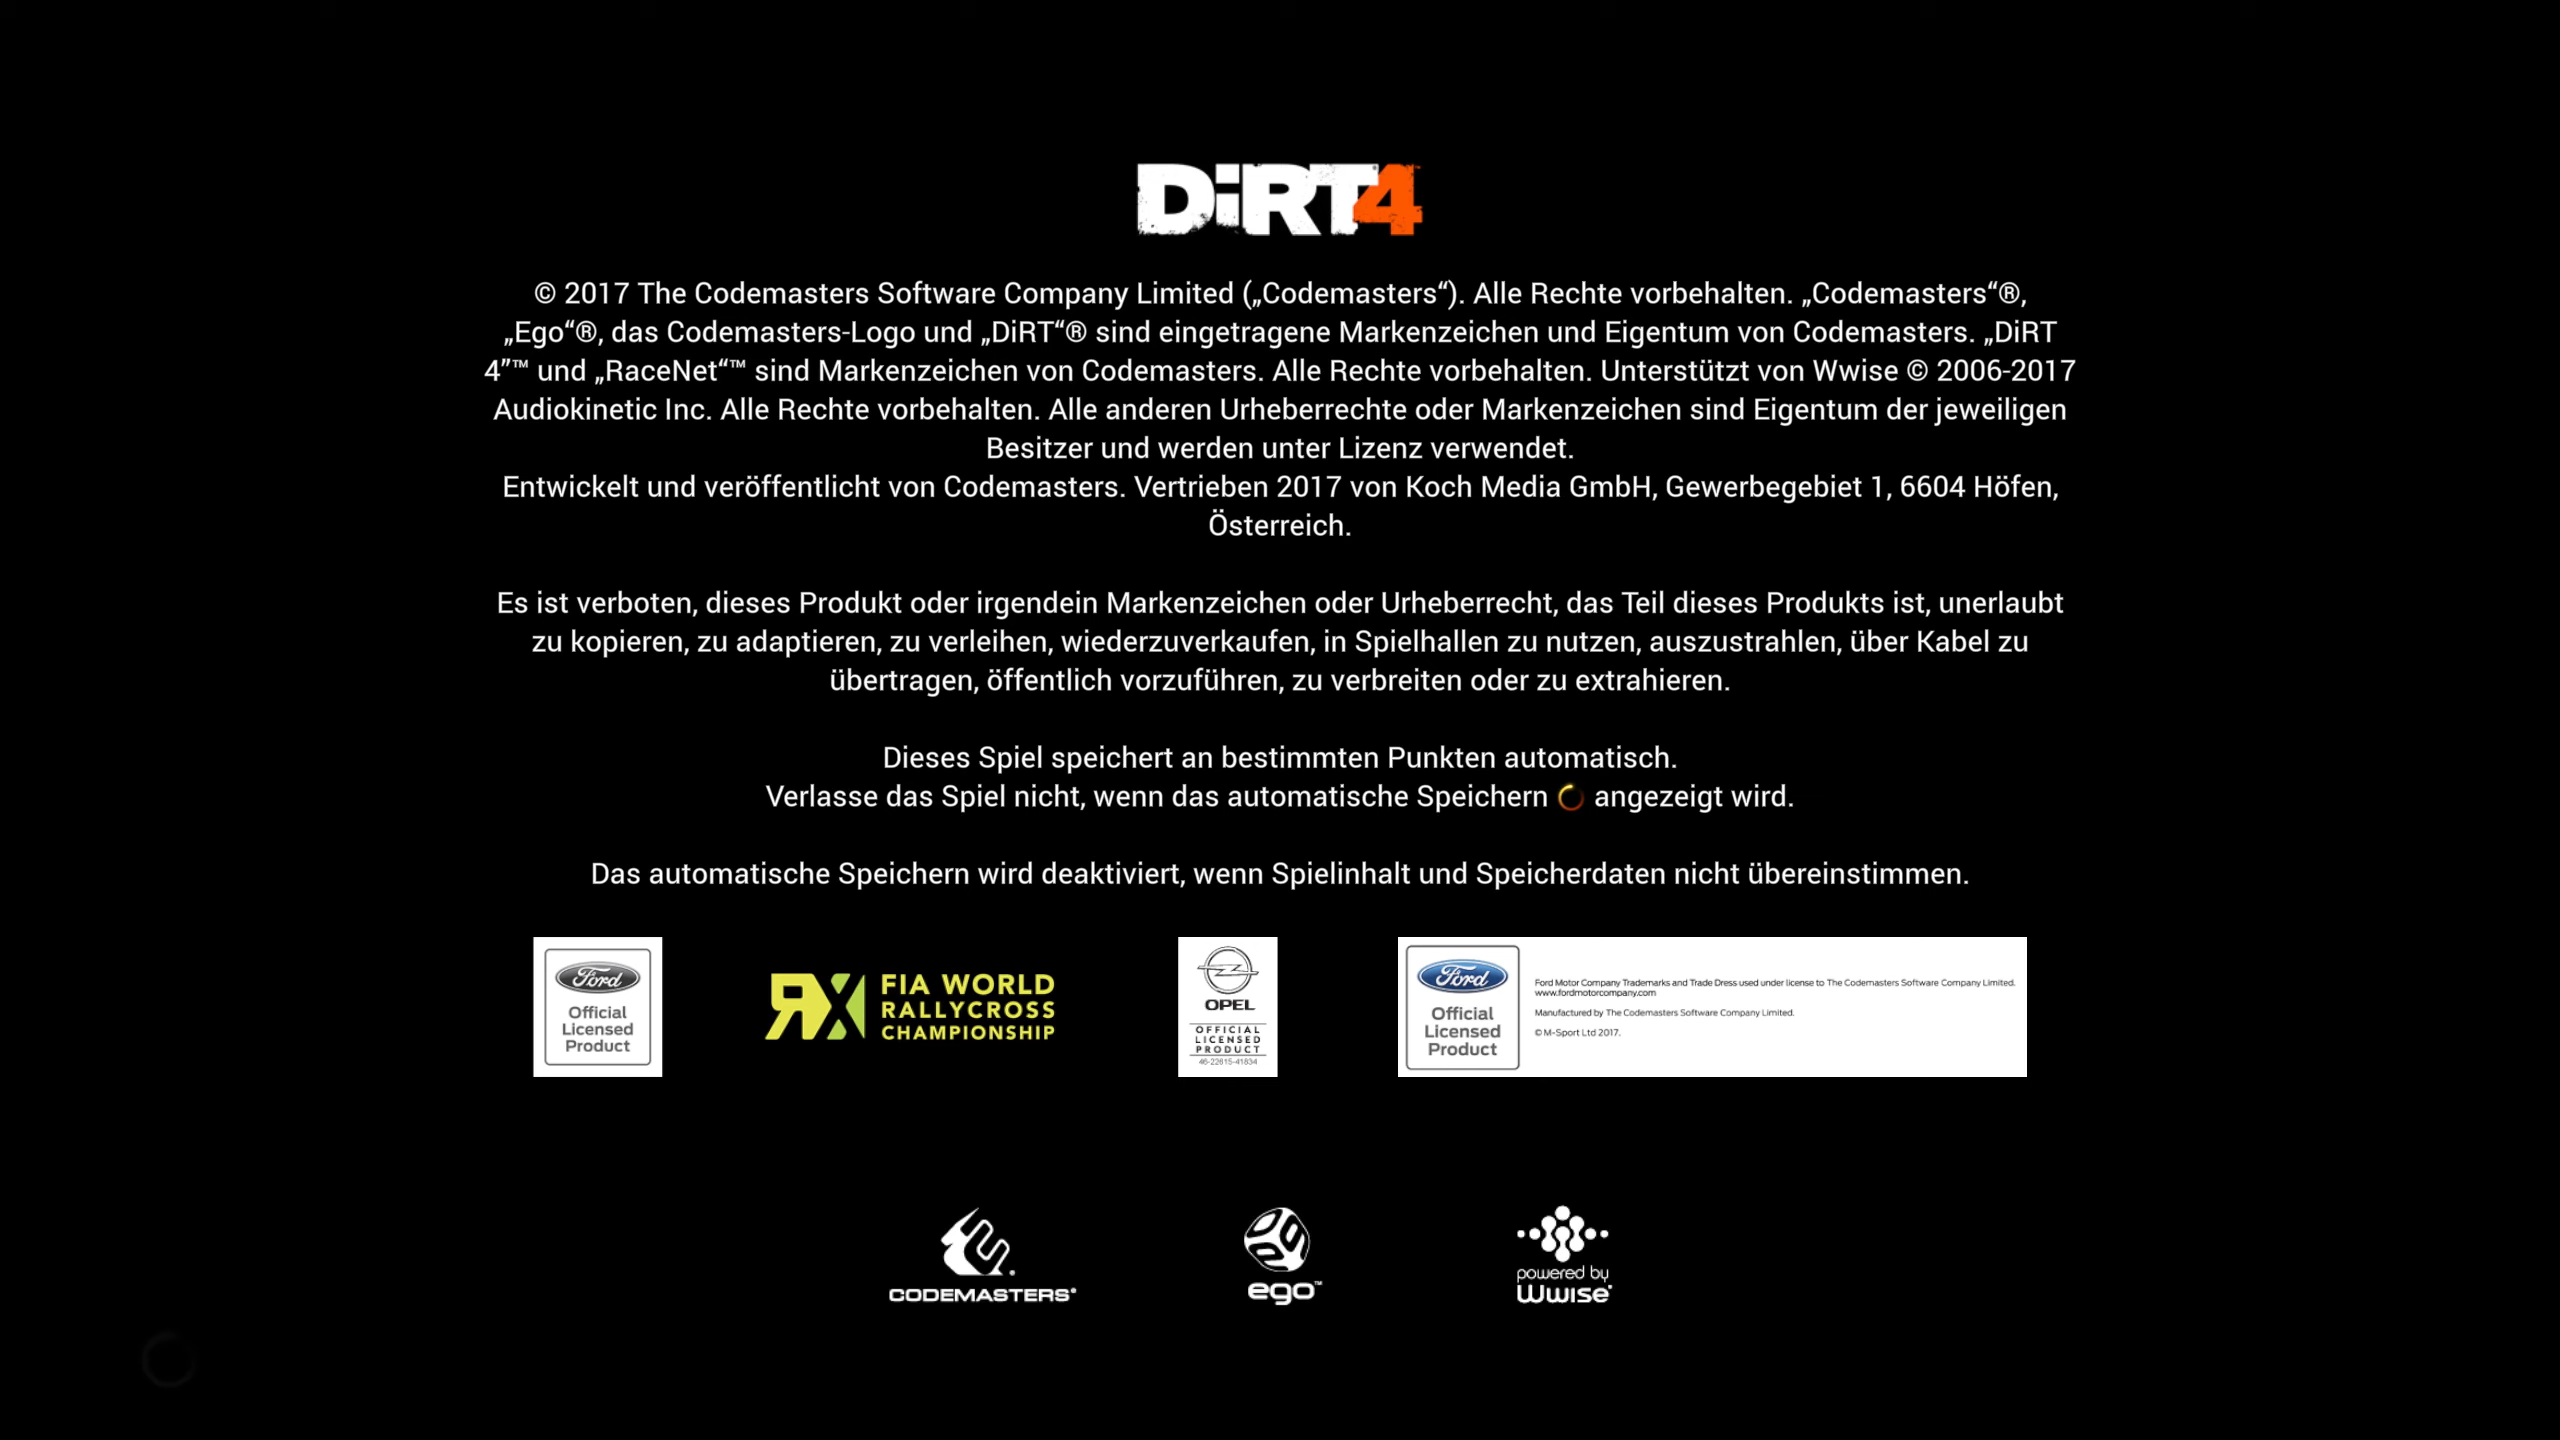 DiRT4
© 2017 The Codemasters Software Company Limited („Codemasters“). Alle Rechte vorbehalten. „Codemasters“®,
„Ego“®, das Codemasters-Logo und „DiRT“® sind eingetragene Markenzeichen und Eigentum von Codemasters. „DiRT
4”™ und „RaceNet“™ sind Markenzeichen von Codemasters. Alle Rechte vorbehalten. Unterstützt von Wwise © 2006-2017
Audiokinetic Inc. Alle Rechte vorbehalten. Alle anderen Urheberrechte oder Markenzeichen sind Eigentum der jeweiligen
Besitzer und werden unter Lizenz verwendet.
Entwickelt und veröffentlicht von Codemasters. Vertrieben 2017 von Koch Media GmbH, Gewerbegebiet 1, 6604 Höfen,
Österreich.
Es ist verboten, dieses Produkt oder irgendein Markenzeichen oder Urheberrecht, das Teil dieses Produkts ist, unerlaubt
zu kopieren, zu adaptieren, zu verleihen, wiederzuverkaufen, in Spielhallen zu nutzen, auszustrahlen, über Kabel zu
übertragen, öffentlich vorzuführen, zu verbreiten oder zu extrahieren.
Dieses Spiel speichert an bestimmten Punkten automatisch.
Verlasse das Spiel nicht, wenn das automatische Speichern angezeigt wird.
Das automatische Speichern wird deaktiviert, wenn Spielinhalt und Speicherdaten nicht übereinstimmen.
Ford
Official
Licensed
Product
RX
FIA WORLD
RALLYCROSS
CHAMPIONSHIP
OPEL
OFFICIAL
LICENSED
PRODUCT
46-22615-41834
Ford
Official
Licensed
Product
Ford Motor Company Trademarks and Trade Dress used under license to The Codemasters Software Company Limited.
www.fordmotorcompany.com
Manufactured by The Codemasters Software Company Limited.
© M-Sport Ltd 2017.
CODEMASTERS®
ego™
powered by
Wwise®